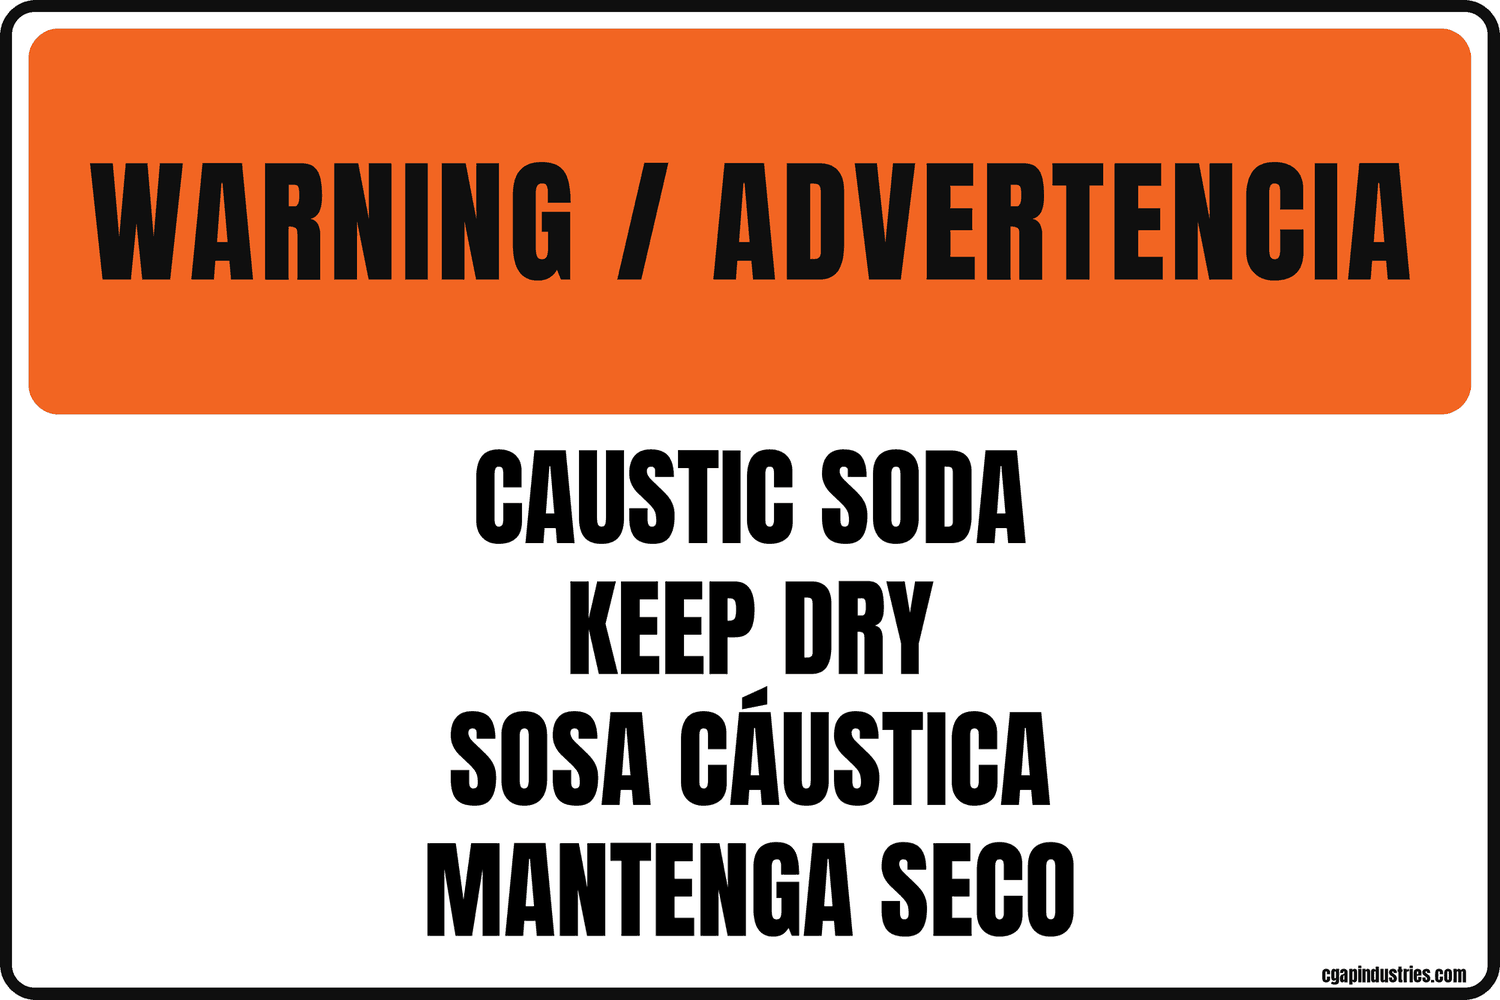 WARNING / ADVERTENCIA
CAUSTIC SODA
KEEP DRY
SOSA CÁUSTICA
MANTENGA SECO
cgapindustries.com